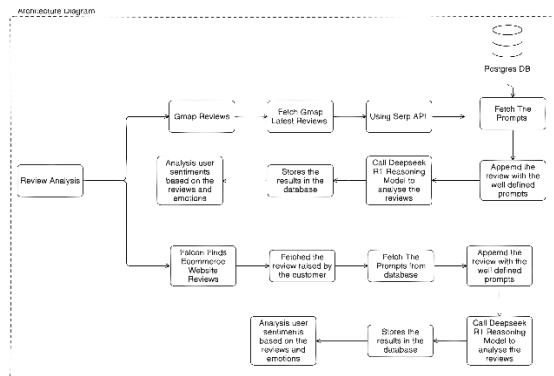 Architecture Diagram
Postgres DB
Gmap Reviews
Fetch Gmap
Latest Reviews
Using Serp API
Fetch The
Prompts
Review Analysis
Analysis user
sentiments
based on the
reviews and
emotions
Stores the
results in the
database
Call Deepseek
R1 Reasoning
Model to
analyse the
reviews
Append the
review with the
well defined
prompts
Falcon Finds
Ecommerce
Website
Reviews
Fetched the
review raised by
the customer
Fetch The
Prompts from
database
Append the
review with the
well defined
prompts
Analysis user
sentiments
based on the
reviews and
emotions
Stores the
results in the
database
Call Deepseek
R1 Reasoning
Model to
analyse the
reviews